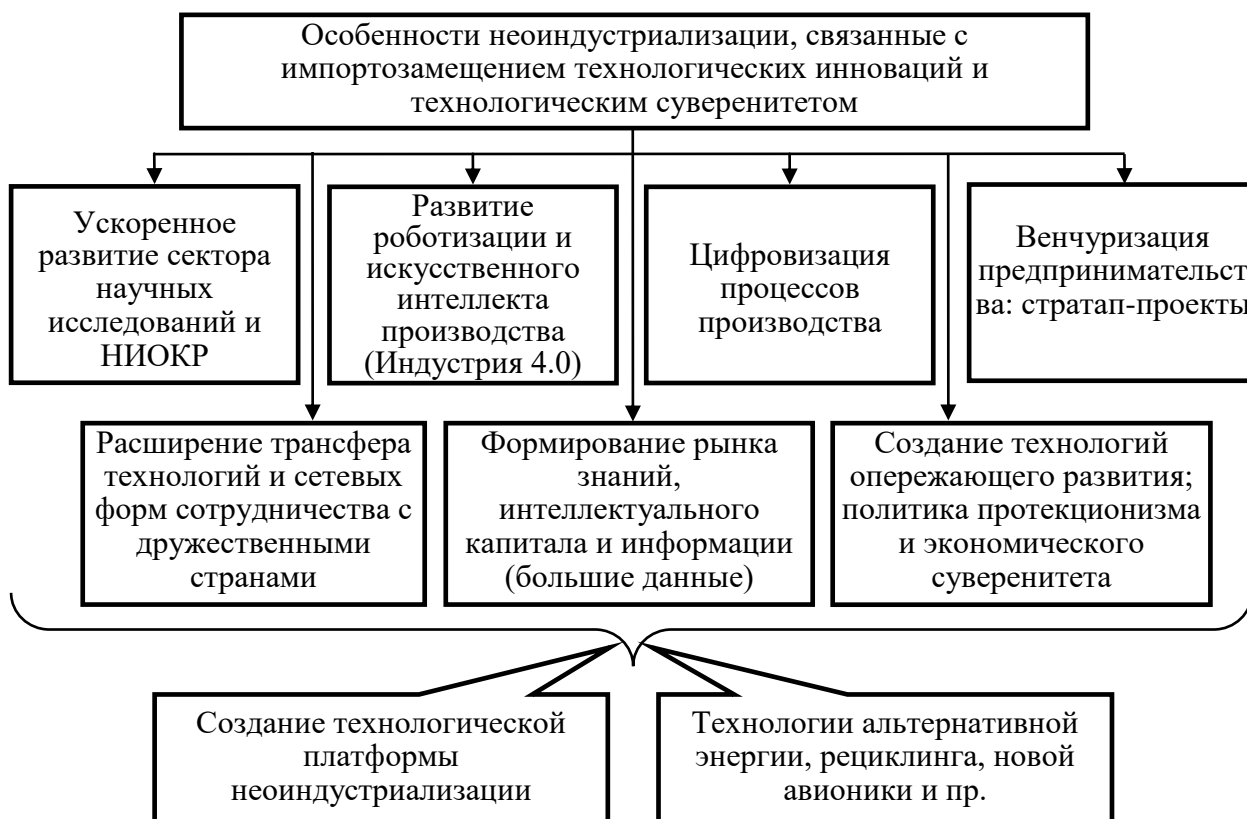 Особенности неоиндустриализации, связанные с
импортозамещением технологических инноваций и
технологическим суверенитетом
Ускоренное
развитие сектора
научных
исследований и
НИОКР
Развитие
роботизации и
искусственного
интеллекта
производства
(Индустрия 4.0)
Цифровизация
процессов
производства
Венчуризация
предпринимательст
ва: стратап-проекты
Расширение трансфера
технологий и сетевых
форм сотрудничества с
дружественными
странами
Формирование рынка
знаний,
интеллектуального
капитала и информации
(большие данные)
Создание технологий
опережающего развития;
политика протекционизма
и экономического
суверенитета
Создание технологической
платформы
неоиндустриализации
Технологии альтернативной
энергии, рециклинга, новой
авионики и пр.